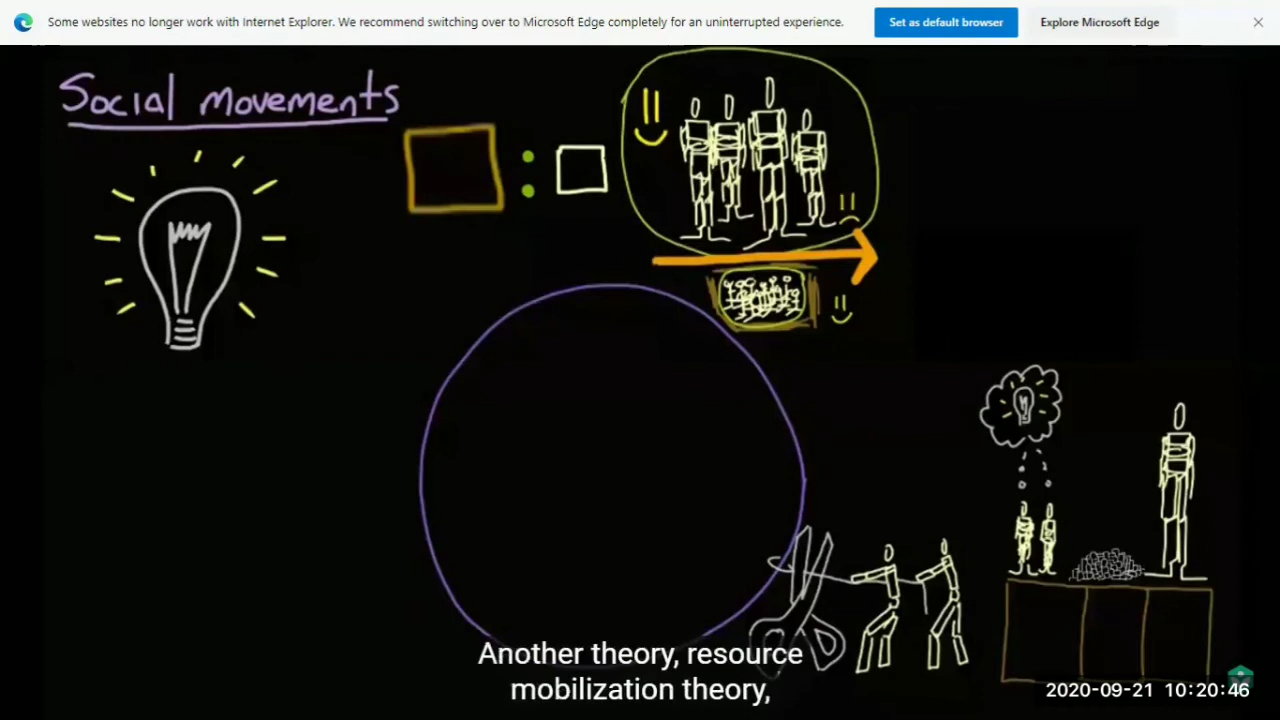 Some websites no longer work with Internet Explorer. We recommend switching over to Microsoft Edge completely for an uninterrupted experience.
Set as default browser
Explore Microsoft Edge
Social movements
Another theory, resource
mobilization theory,
2020-09-21 10:20:46